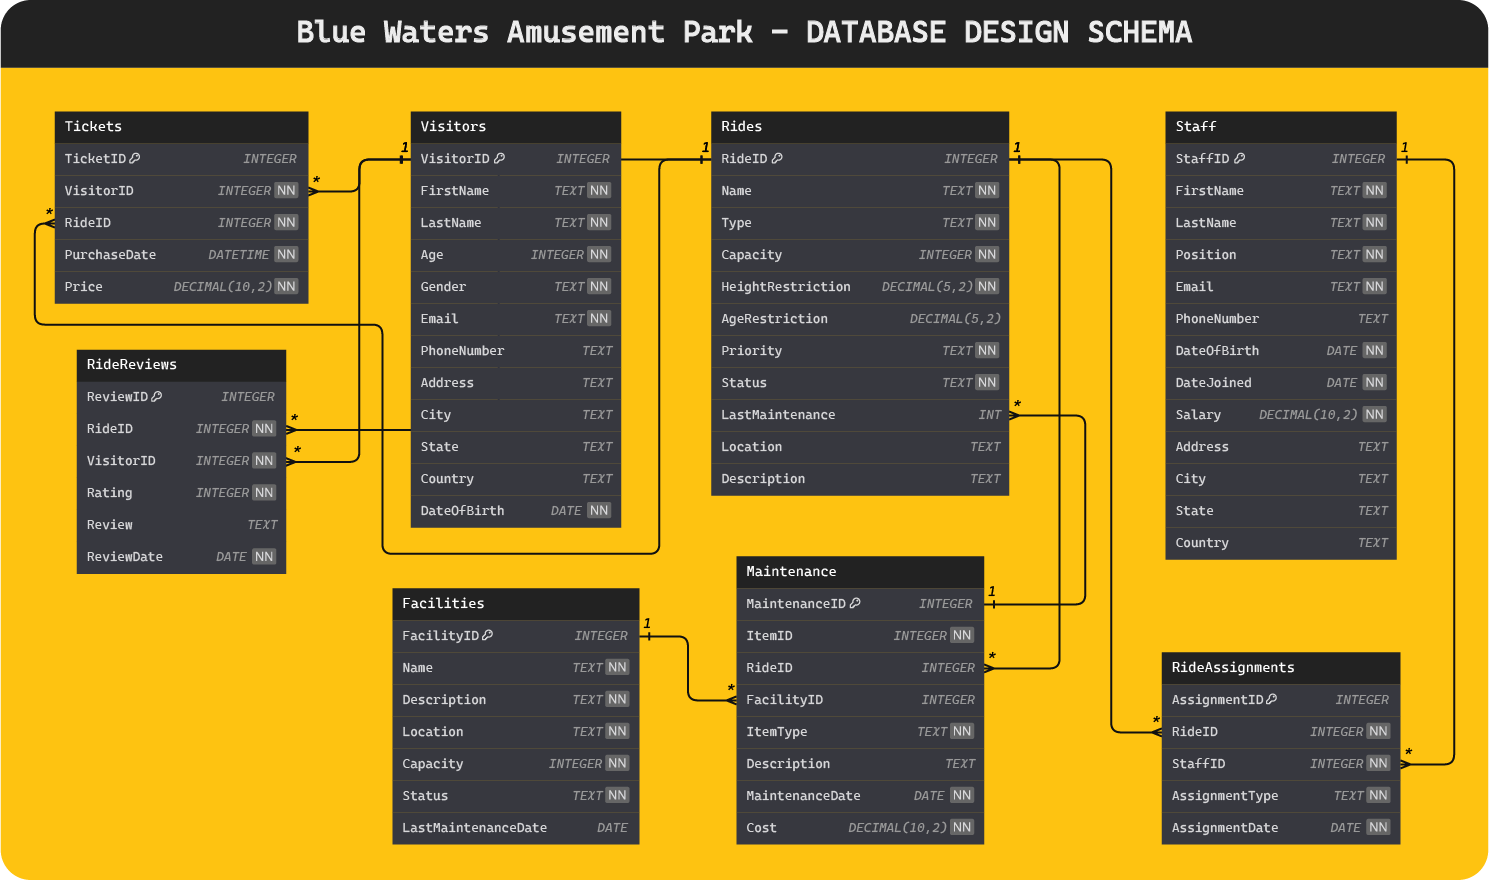 Blue Waters Amusement Park - DATABASE DESIGN SCHEMA
Tickets
TicketID INTEGER
VisitorID INTEGER NN
RideID INTEGER NN
PurchaseDate DATETIME NN
Price DECIMAL(10,2) NN
*
*
RideReviews
ReviewID INTEGER
RideID INTEGER NN
VisitorID INTEGER NN
Rating INTEGER NN
Review TEXT
ReviewDate DATE NN
*
*
1
Visitors
VisitorID INTEGER
FirstName TEXT NN
LastName TEXT NN
Age INTEGER NN
Gender TEXT NN
Email TEXT NN
PhoneNumber TEXT
Address TEXT
City TEXT
State TEXT
Country TEXT
DateOfBirth DATE NN
1
Rides
RideID INTEGER
Name TEXT NN
Type TEXT NN
Capacity INTEGER NN
HeightRestriction DECIMAL(5,2) NN
AgeRestriction DECIMAL(5,2)
Priority TEXT NN
Status TEXT NN
LastMaintenance INT
Location TEXT
Description TEXT
1
*
Staff
StaffID INTEGER
FirstName TEXT NN
LastName TEXT NN
Position TEXT NN
Email TEXT NN
PhoneNumber TEXT
DateOfBirth DATE NN
DateJoined DATE NN
Salary DECIMAL(10,2) NN
Address TEXT
City TEXT
State TEXT
Country TEXT
1
Facilities
FacilityID INTEGER
Name TEXT NN
Description TEXT NN
Location TEXT NN
Capacity INTEGER NN
Status TEXT NN
LastMaintenanceDate DATE
1
*
Maintenance
MaintenanceID INTEGER
ItemID INTEGER NN
RideID INTEGER
FacilityID INTEGER
ItemType TEXT NN
Description TEXT
MaintenanceDate DATE NN
Cost DECIMAL(10,2) NN
1
*
*
RideAssignments
AssignmentID INTEGER
RideID INTEGER NN
StaffID INTEGER NN
AssignmentType TEXT NN
AssignmentDate DATE NN
*